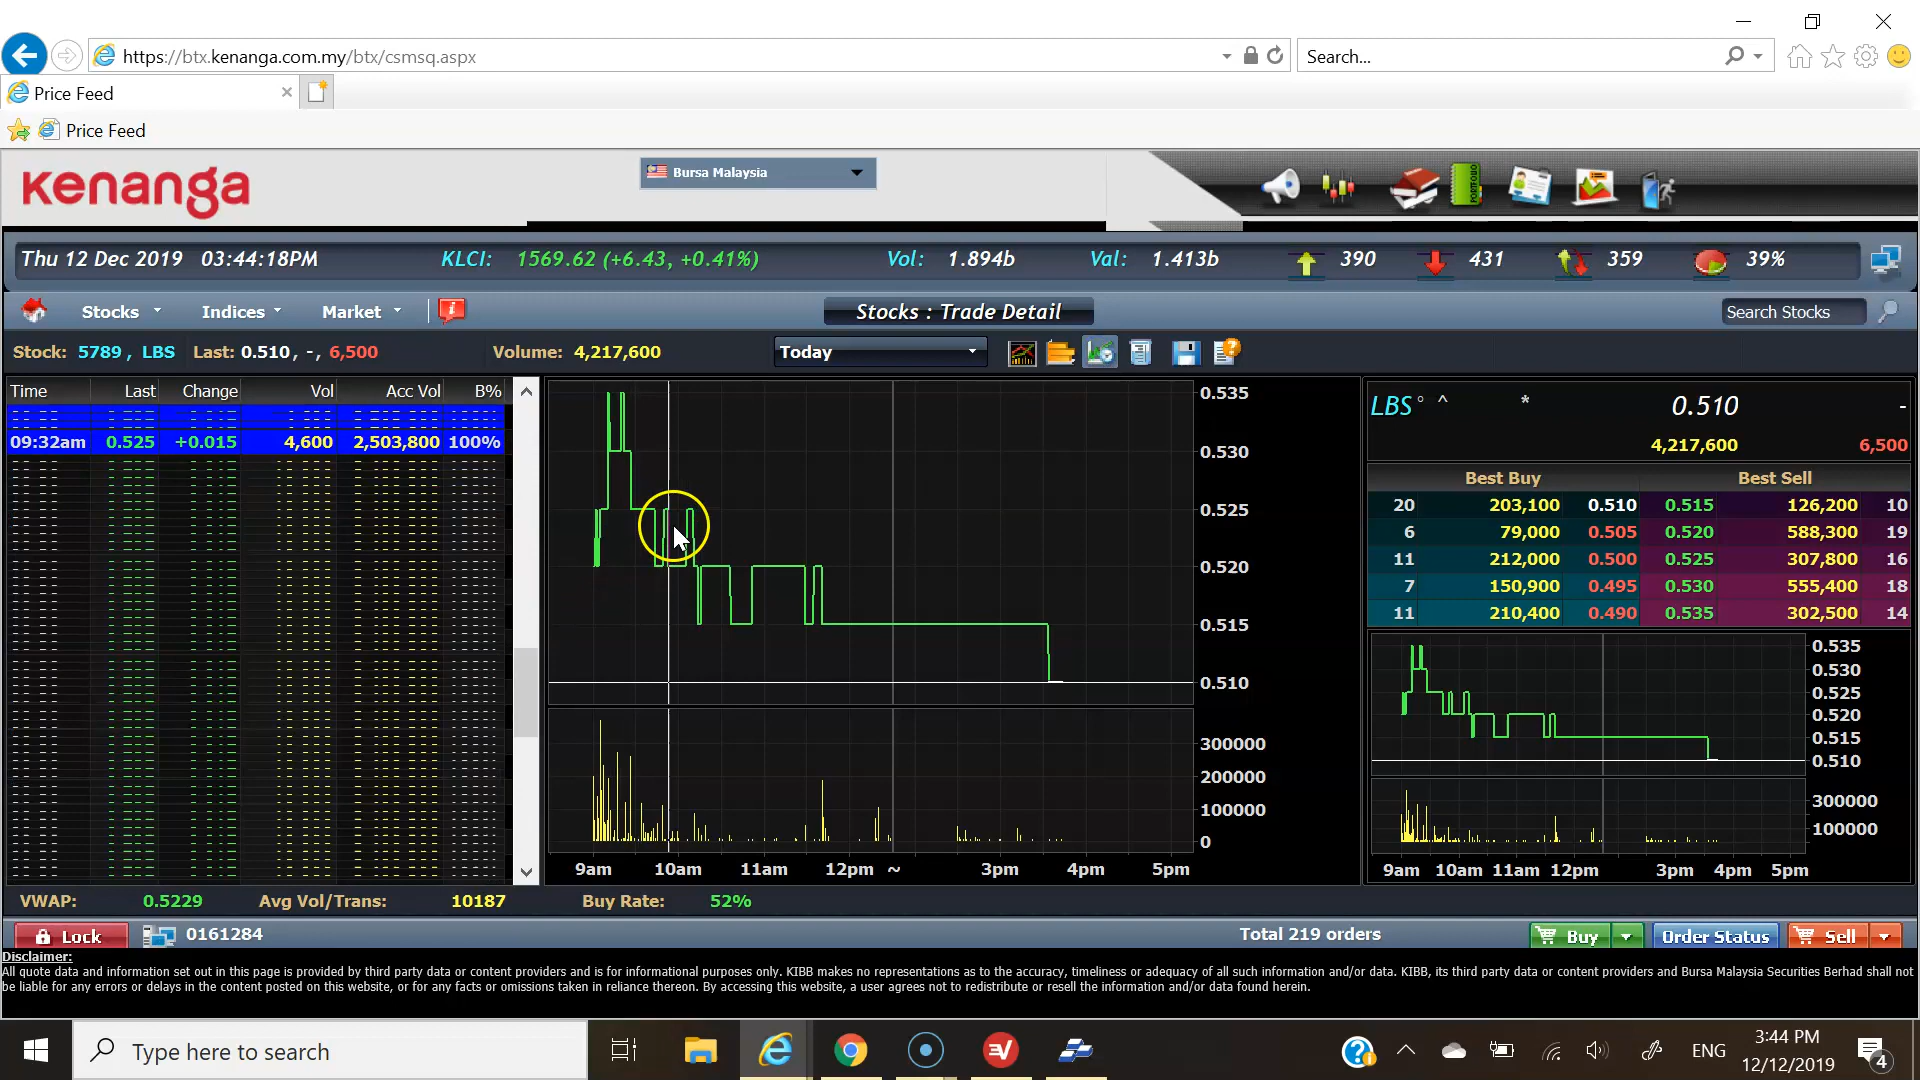 https://btx.kenanga.com.my/btx/csmsq.aspx
Search...
Price Feed
Price Feed
kenanga
Bursa Malaysia
PORTFOLIO
Thu 12 Dec 2019 03:44:18PM KLCI: 1569.62 (+6.43, +0.41%) Vol: 1.894b Val: 1.413b 390 431 359 39%
Stocks Indices Market Stocks : Trade Detail Search Stocks
Stock: 5789 , LBS Last: 0.510 , - , 6,500 Volume: 4,217,600 Today
Time Last Change Vol Acc Vol B%
09:32am 0.525 +0.015 4,600 2,503,800 100%
0.535
0.530
0.525
0.520
0.515
0.510
300000
200000
100000
0
9am 10am 11am 12pm ~ 3pm 4pm 5pm
LBS ° ^ * 0.510 -
4,217,600 6,500
Best Buy Best Sell
20 203,100 0.510 0.515 126,200 10
6 79,000 0.505 0.520 588,300 19
11 212,000 0.500 0.525 307,800 16
7 150,900 0.495 0.530 555,400 18
11 210,400 0.490 0.535 302,500 14
0.535
0.530
0.525
0.520
0.515
0.510
300000
100000
9am 10am 11am 12pm 3pm 4pm 5pm
VWAP: 0.5229 Avg Vol/Trans: 10187 Buy Rate: 52%
Lock 0161284 Total 219 orders Buy Order Status Sell
Disclaimer:
All quote data and information set out in this page is provided by third party data or content providers and is for informational purposes only. KIBB makes no representations as to the accuracy, timeliness or adequacy of all such information and/or data. KIBB, its third party data or content providers and Bursa Malaysia Securities Berhad shall not
be liable for any errors or delays in the content posted on this website, or for any facts or omissions taken in reliance thereon. By accessing this website, a user agrees not to redistribute or resell the information and/or data found herein.
Type here to search
ENG
3:44 PM
12/12/2019
4